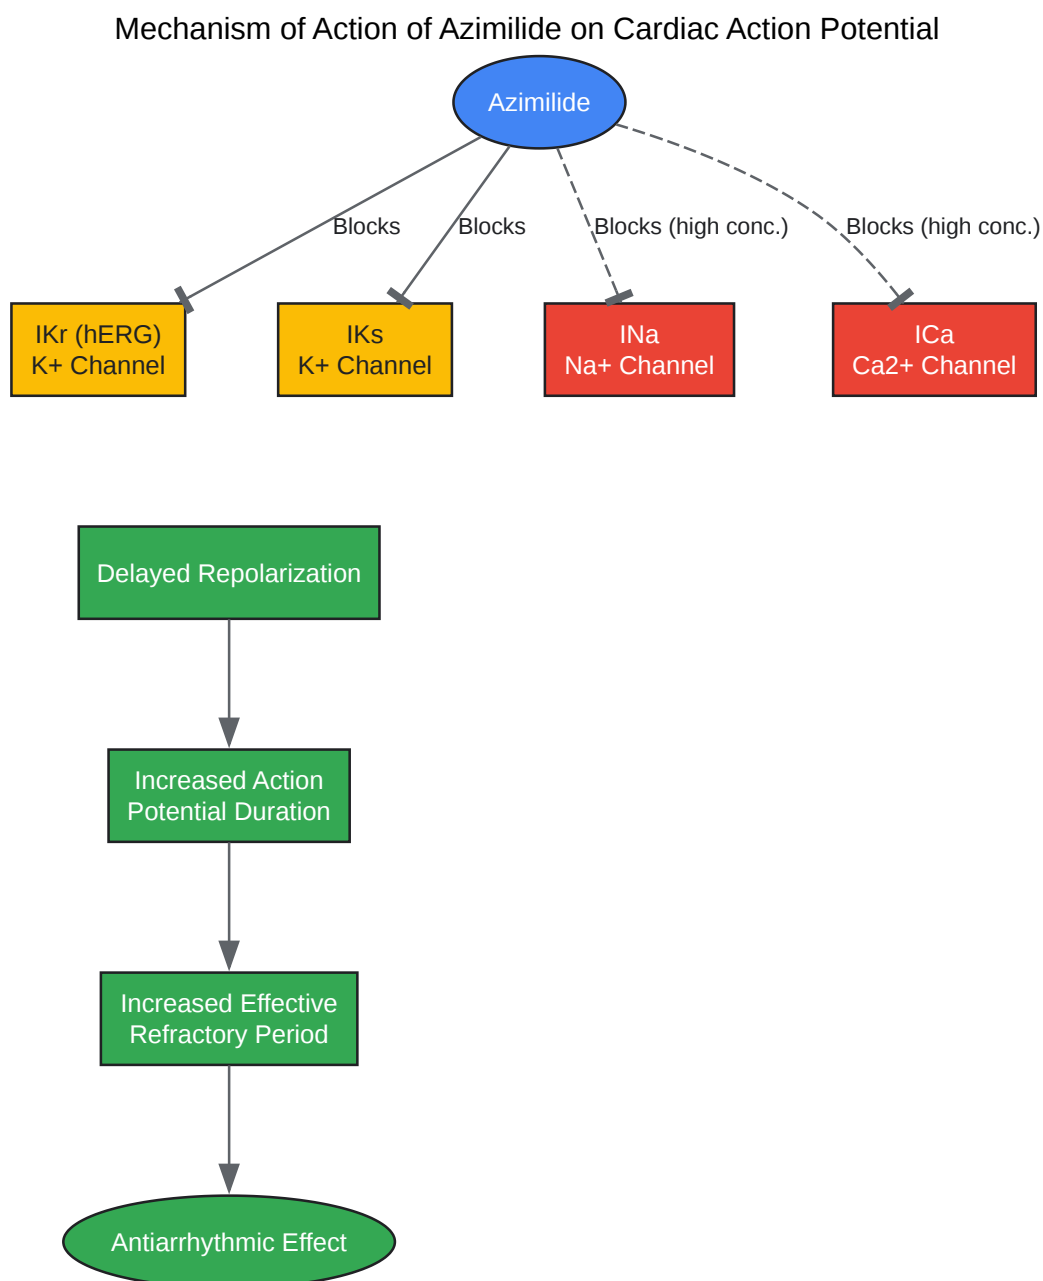 Mechanism of Action of Azimilide on Cardiac Action Potential
Azimilide
Blocks
Blocks
Blocks (high conc.)
Blocks (high conc.)
IKr (hERG)
K+ Channel
IKs
K+ Channel
INa
Na+ Channel
ICa
Ca2+ Channel
Delayed Repolarization
Increased Action
Potential Duration
Increased Effective
Refractory Period
Antiarrhythmic Effect